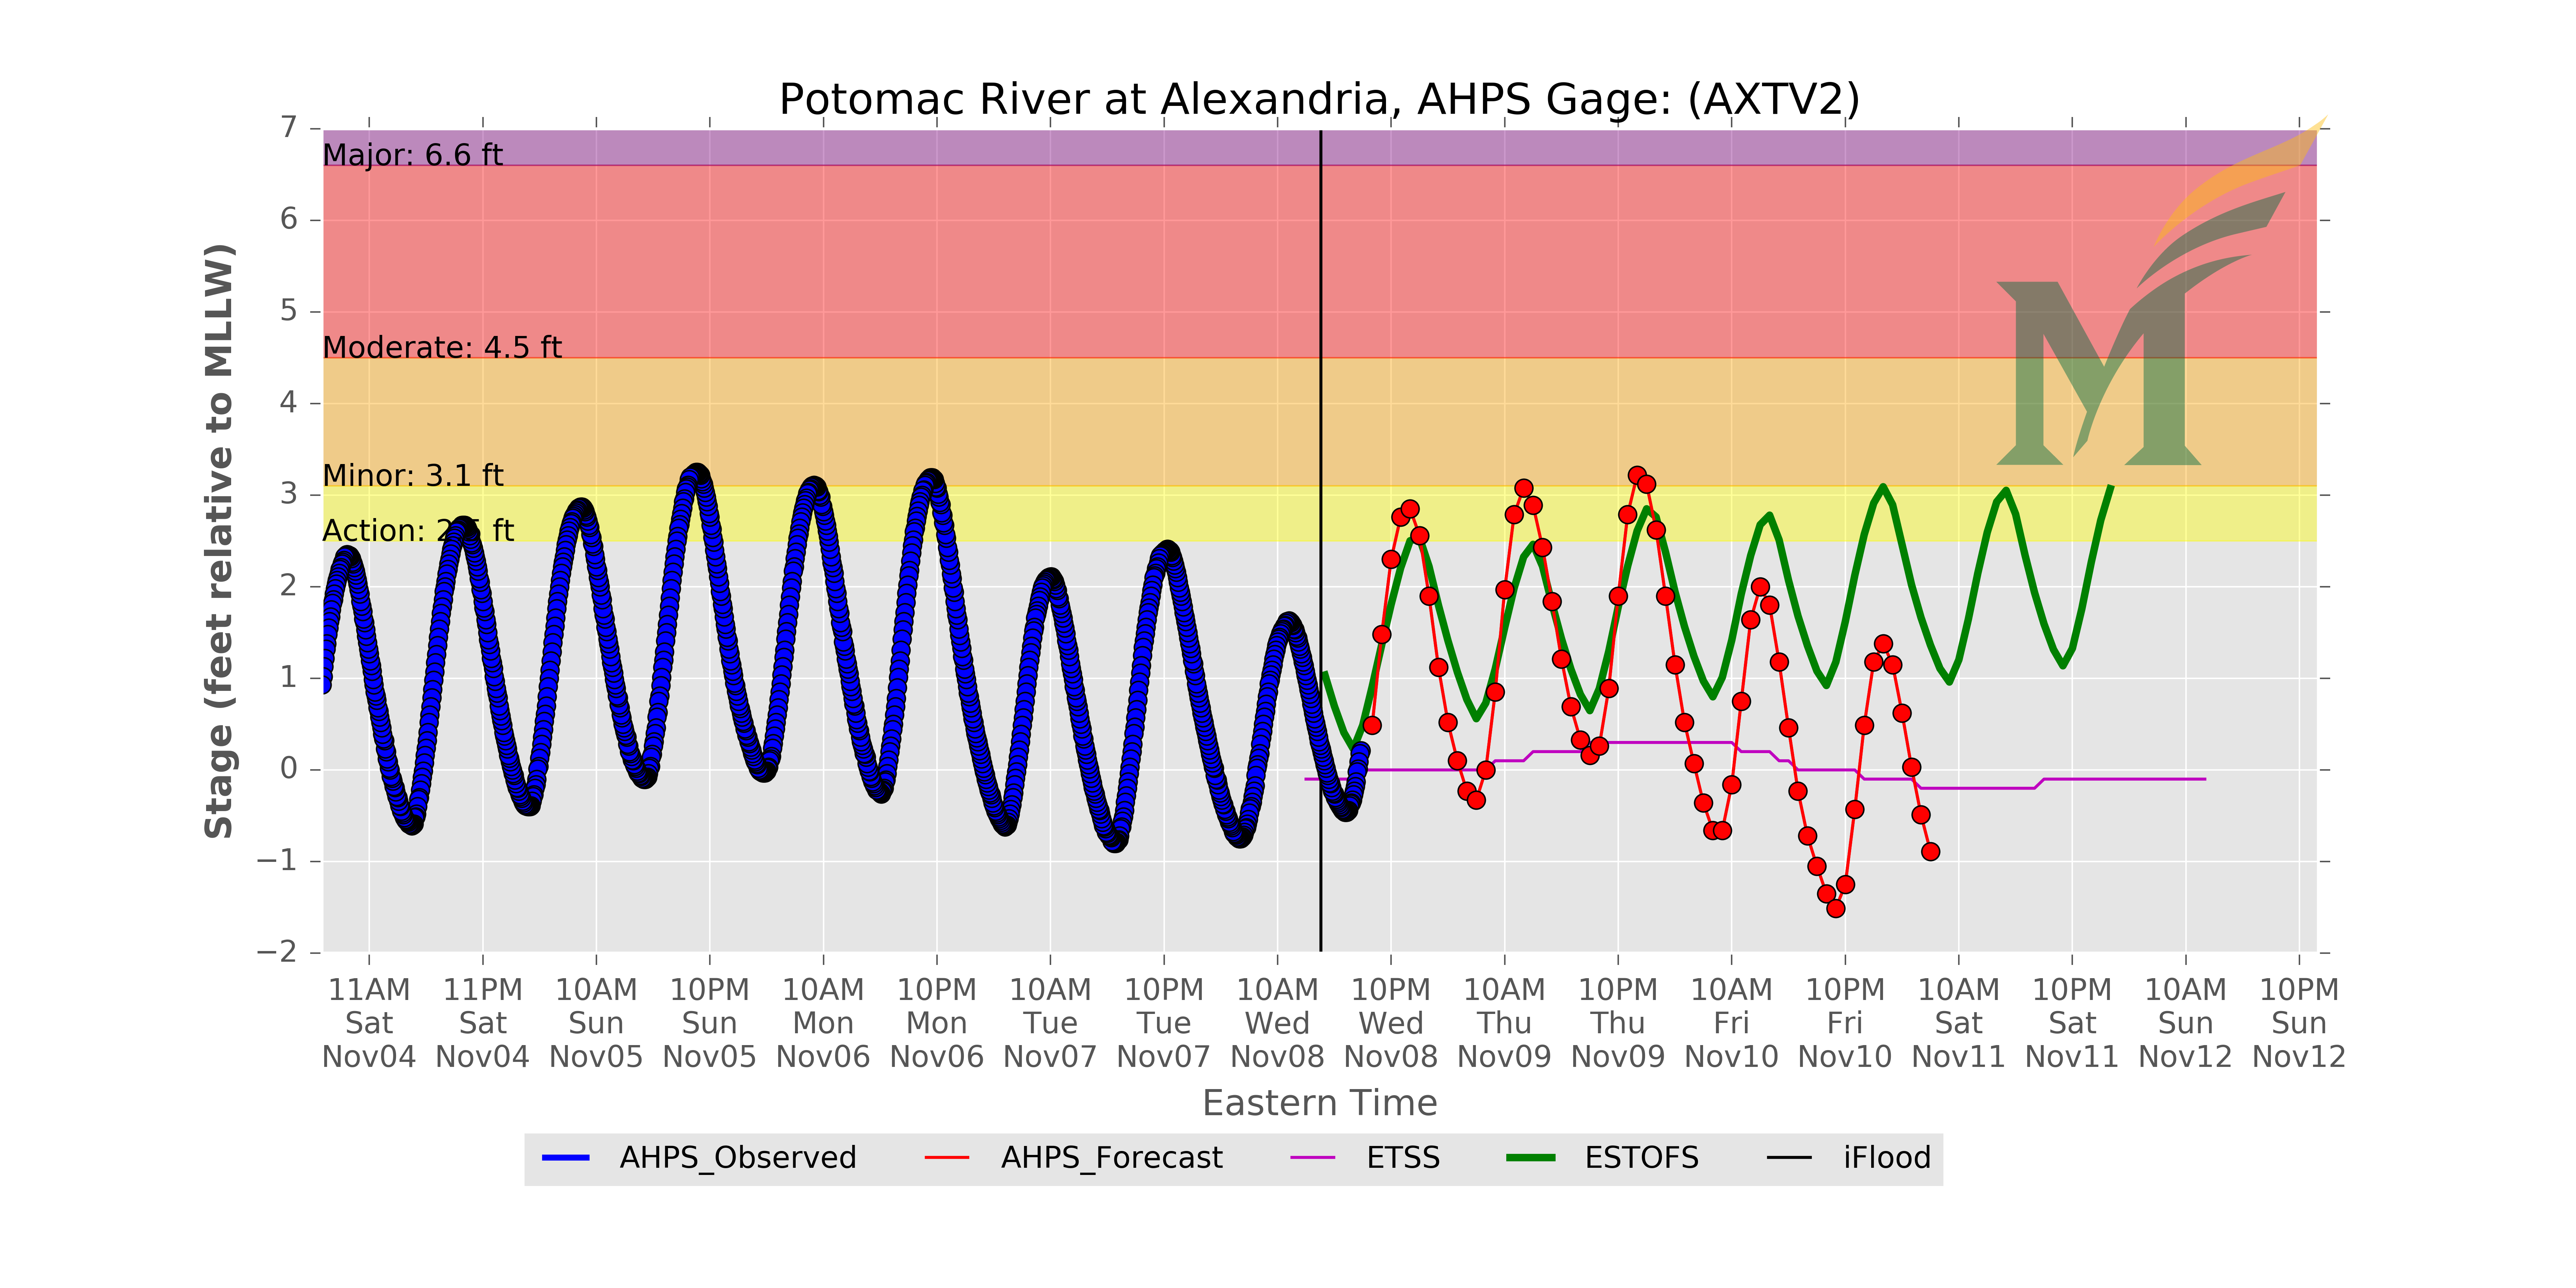 Potomac River at Alexandria, AHPS Gage: (AXTV2)
Stage (feet relative to MLLW)
7
6
5
4
3
2
1
0
−1
−2
Major: 6.6 ft
Moderate: 4.5 ft
Minor: 3.1 ft
Action: 2.5 ft
M
11AM Sat Nov04
11PM Sat Nov04
10AM Sun Nov05
10PM Sun Nov05
10AM Mon Nov06
10PM Mon Nov06
10AM Tue Nov07
10PM Tue Nov07
10AM Wed Nov08
10PM Wed Nov08
10AM Thu Nov09
10PM Thu Nov09
10AM Fri Nov10
10PM Fri Nov10
10AM Sat Nov11
10PM Sat Nov11
10AM Sun Nov12
10PM Sun Nov12
Eastern Time
AHPS_Observed
AHPS_Forecast
ETSS
ESTOFS
iFlood